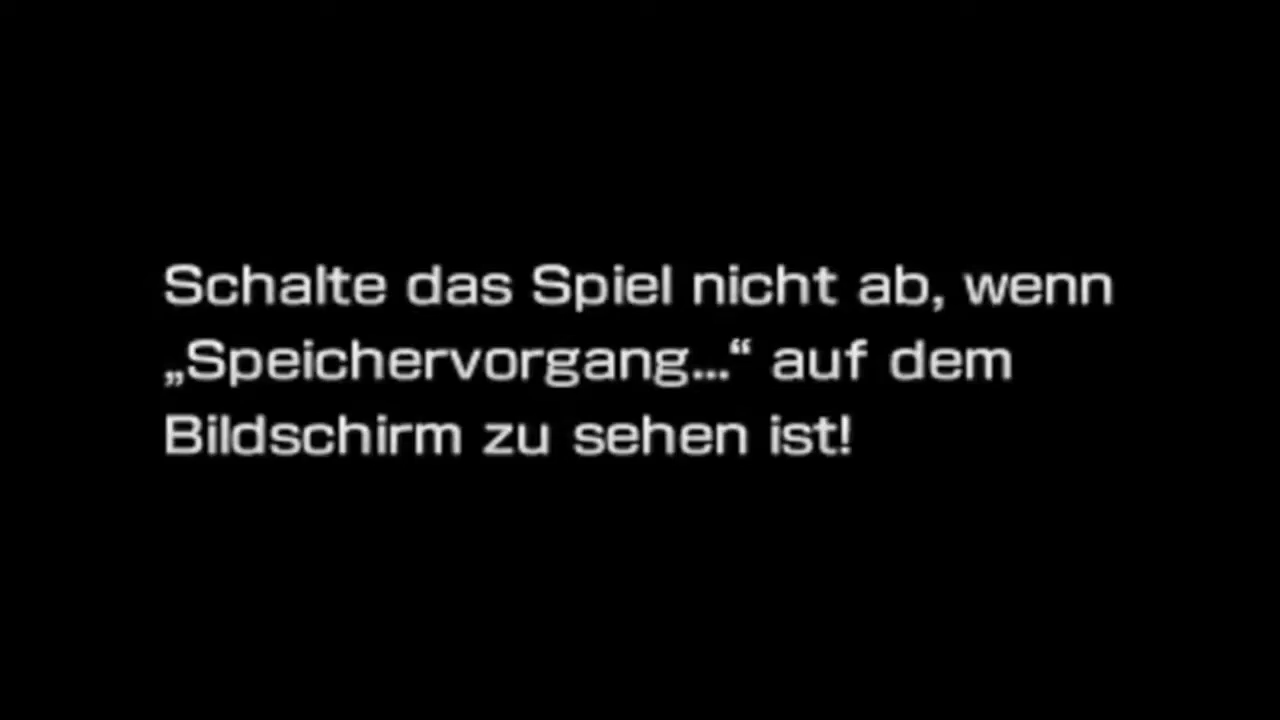 Schalte das Spiel nicht ab, wenn
„Speichervorgang...“ auf dem
Bildschirm zu sehen ist!